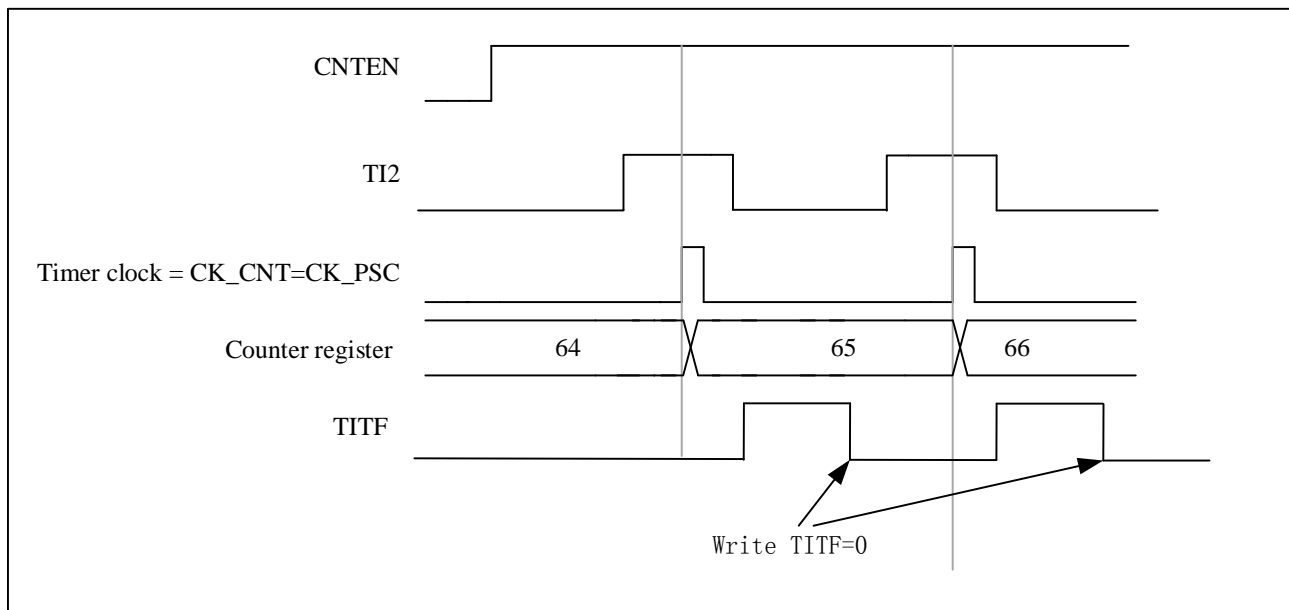 CNTEN
TI2
Timer clock = CK_CNT=CK_PSC
Counter register
64
65
66
TITF
Write TITF=0